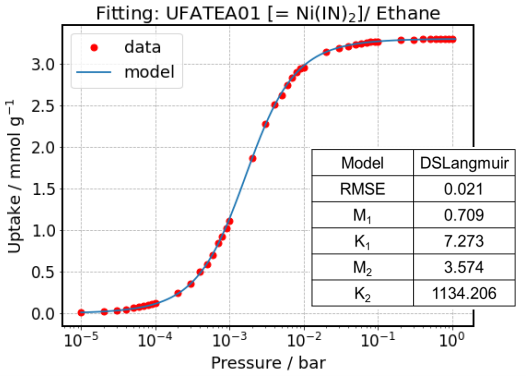 Fitting: UFATEA01 [= Ni(IN)₂]/ Ethane
data
model
Uptake / mmol g⁻¹
3.0
2.5
2.0
1.5
1.0
0.5
0.0
10⁻⁵ 10⁻⁴ 10⁻³ 10⁻² 10⁻¹ 10⁰
Pressure / bar
Model DSLangmuir
RMSE 0.021
M₁ 0.709
K₁ 7.273
M₂ 3.574
K₂ 1134.206